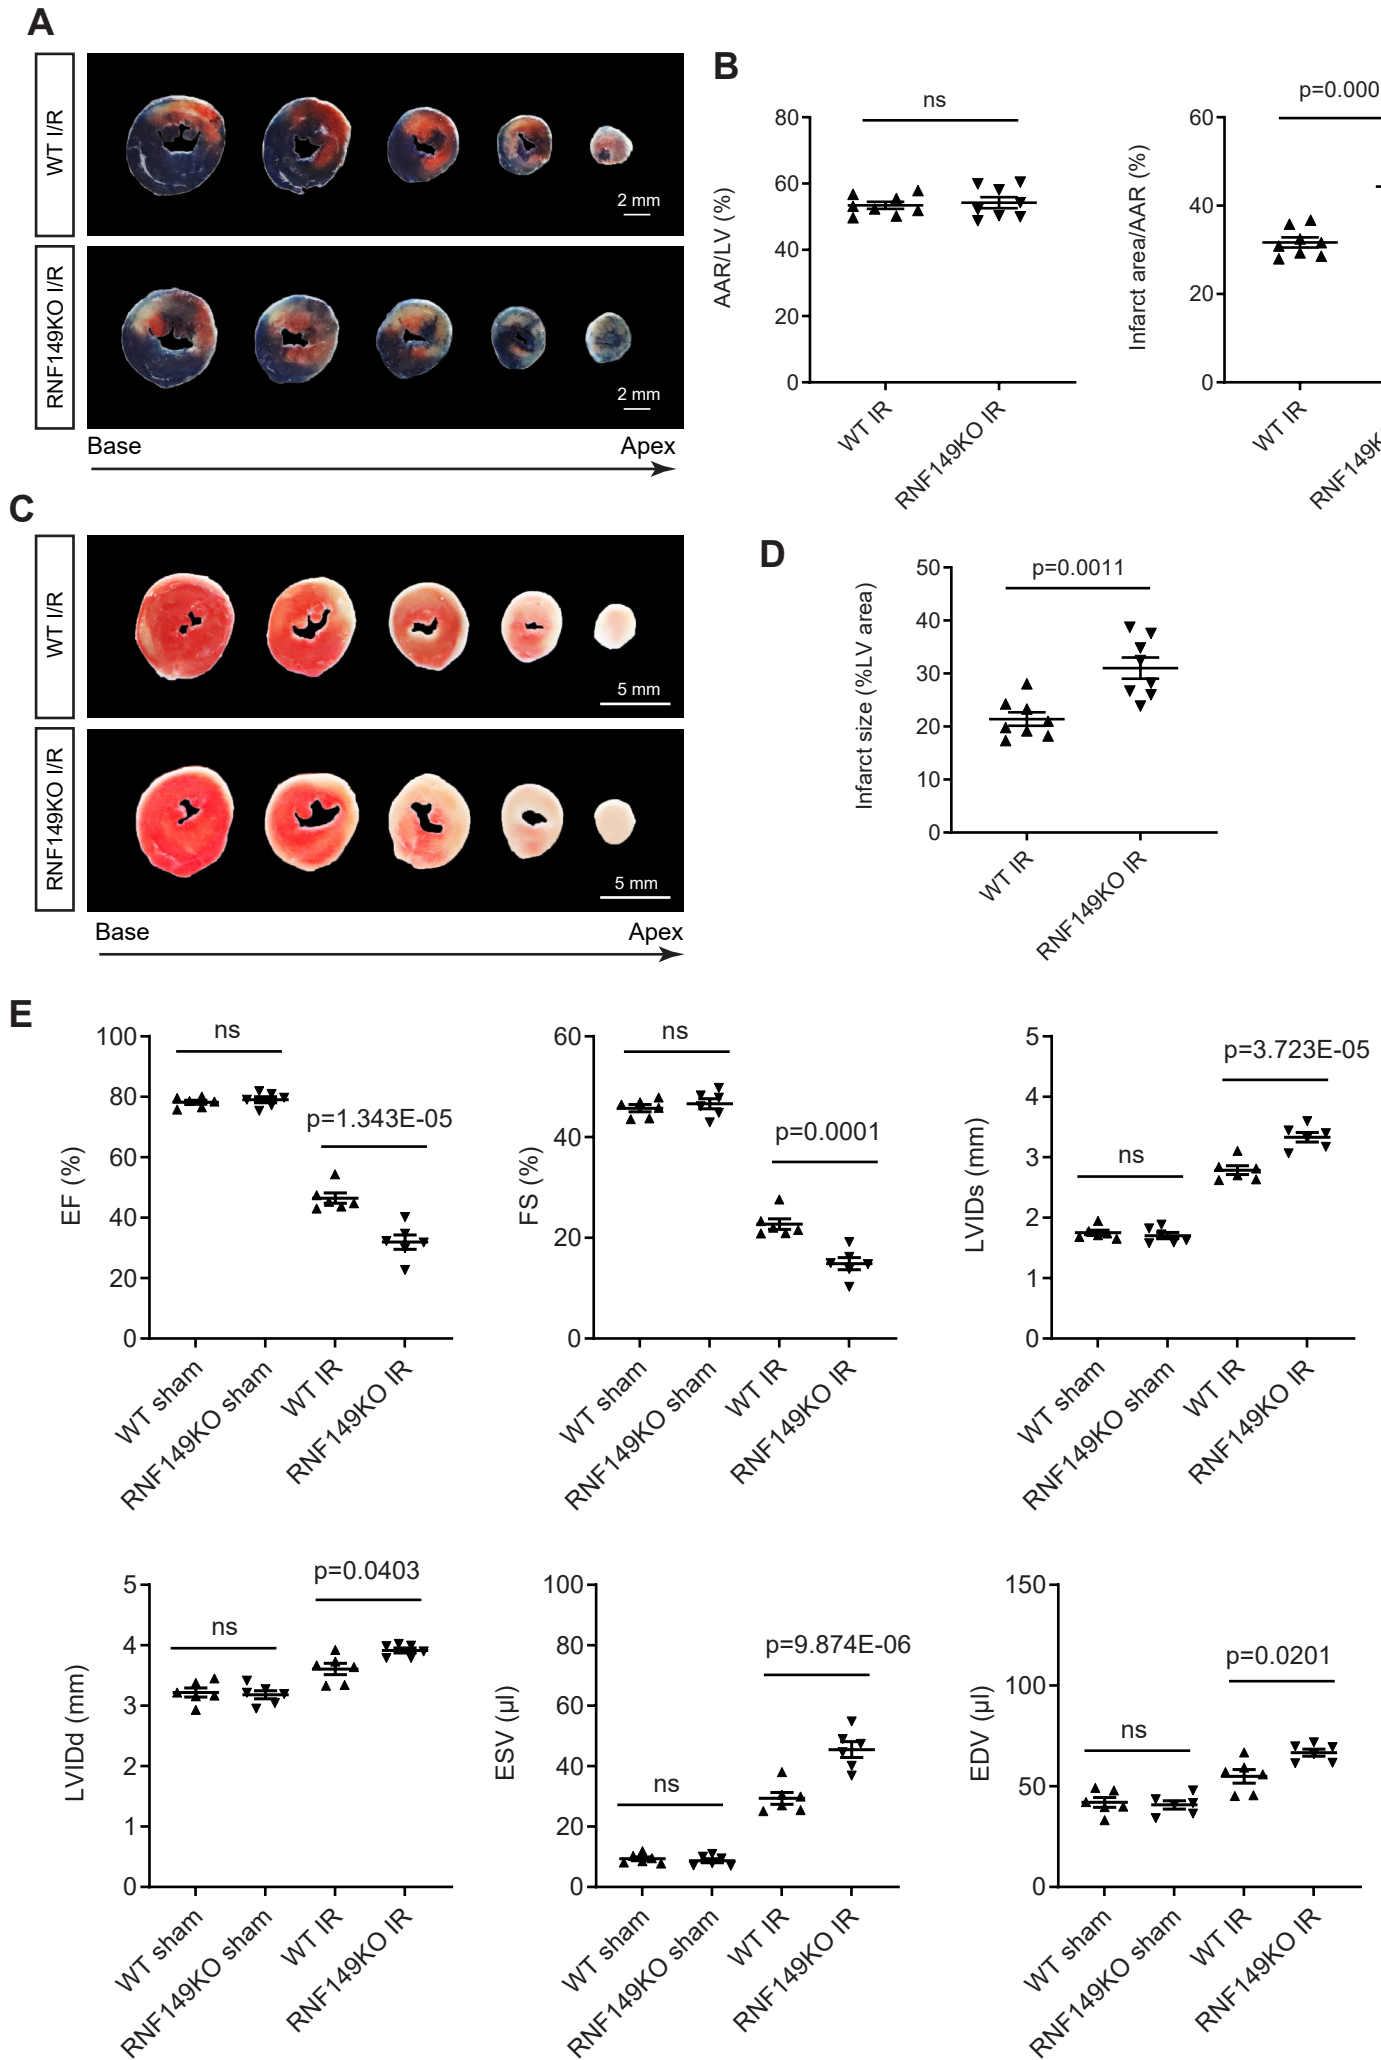 A
WT I/R
2 mm
RNF149KO I/R
2 mm
Base
Apex
B
ns
AAR/LV (%)
80
60
40
20
0
WT IR
RNF149KO IR
p=0.000
Infarct area/AAR (%)
60
40
20
0
WT IR
C
WT I/R
5 mm
RNF149KO I/R
5 mm
Base
Apex
D
p=0.0011
Infarct size (%LV area)
50
40
30
20
10
0
WT IR
RNF149KO IR
E
EF (%)
100
80
60
40
20
0
ns
p=1.343E-05
WT sham
RNF149KO sham
WT IR
RNF149KO IR
FS (%)
60
40
20
0
ns
p=0.0001
WT sham
RNF149KO sham
WT IR
RNF149KO IR
LVIDs (mm)
5
4
3
2
1
0
ns
p=3.723E-05
WT sham
RNF149KO sham
WT IR
RNF149KO IR
LVIDd (mm)
5
4
3
2
1
0
ns
p=0.0403
WT sham
RNF149KO sham
WT IR
RNF149KO IR
ESV (µl)
100
80
60
40
20
0
ns
p=9.874E-06
WT sham
RNF149KO sham
WT IR
RNF149KO IR
EDV (µl)
150
100
50
0
ns
p=0.0201
WT sham
RNF149KO sham
WT IR
RNF149KO IR